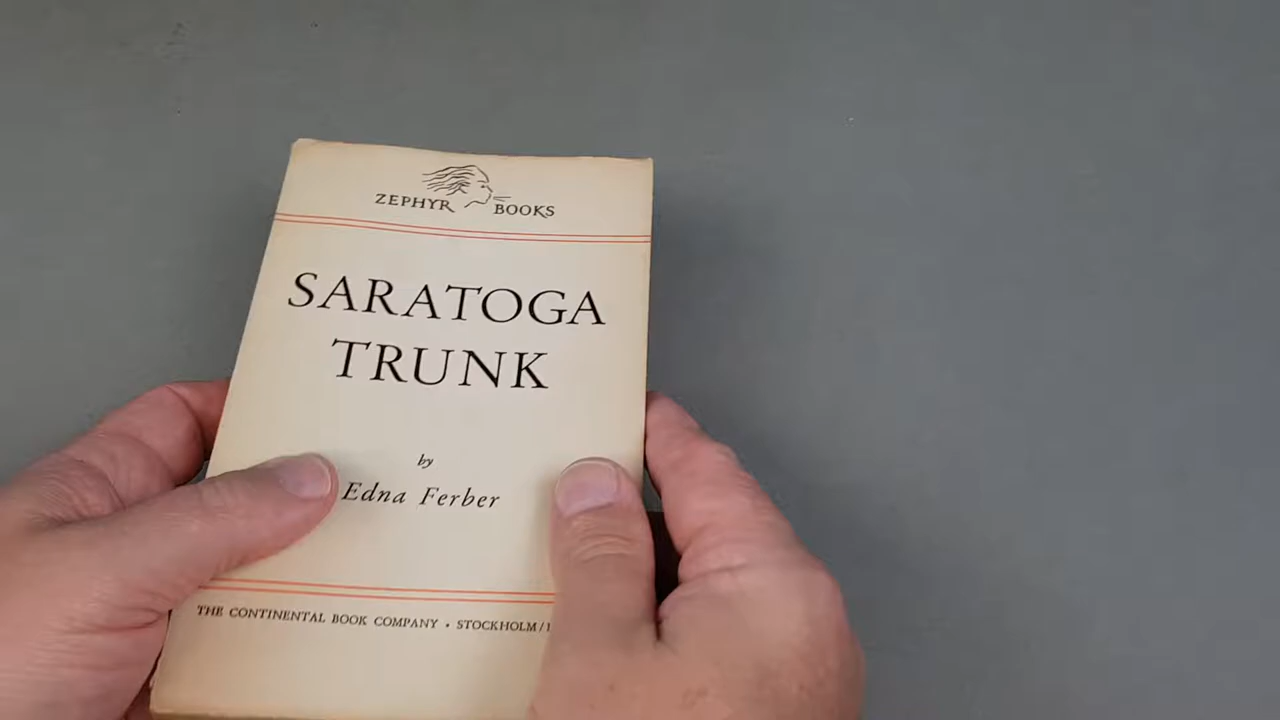 ZEPHYR BOOKS
SARATOGA
TRUNK
by
Edna Ferber
THE CONTINENTAL BOOK COMPANY • STOCKHOLM /